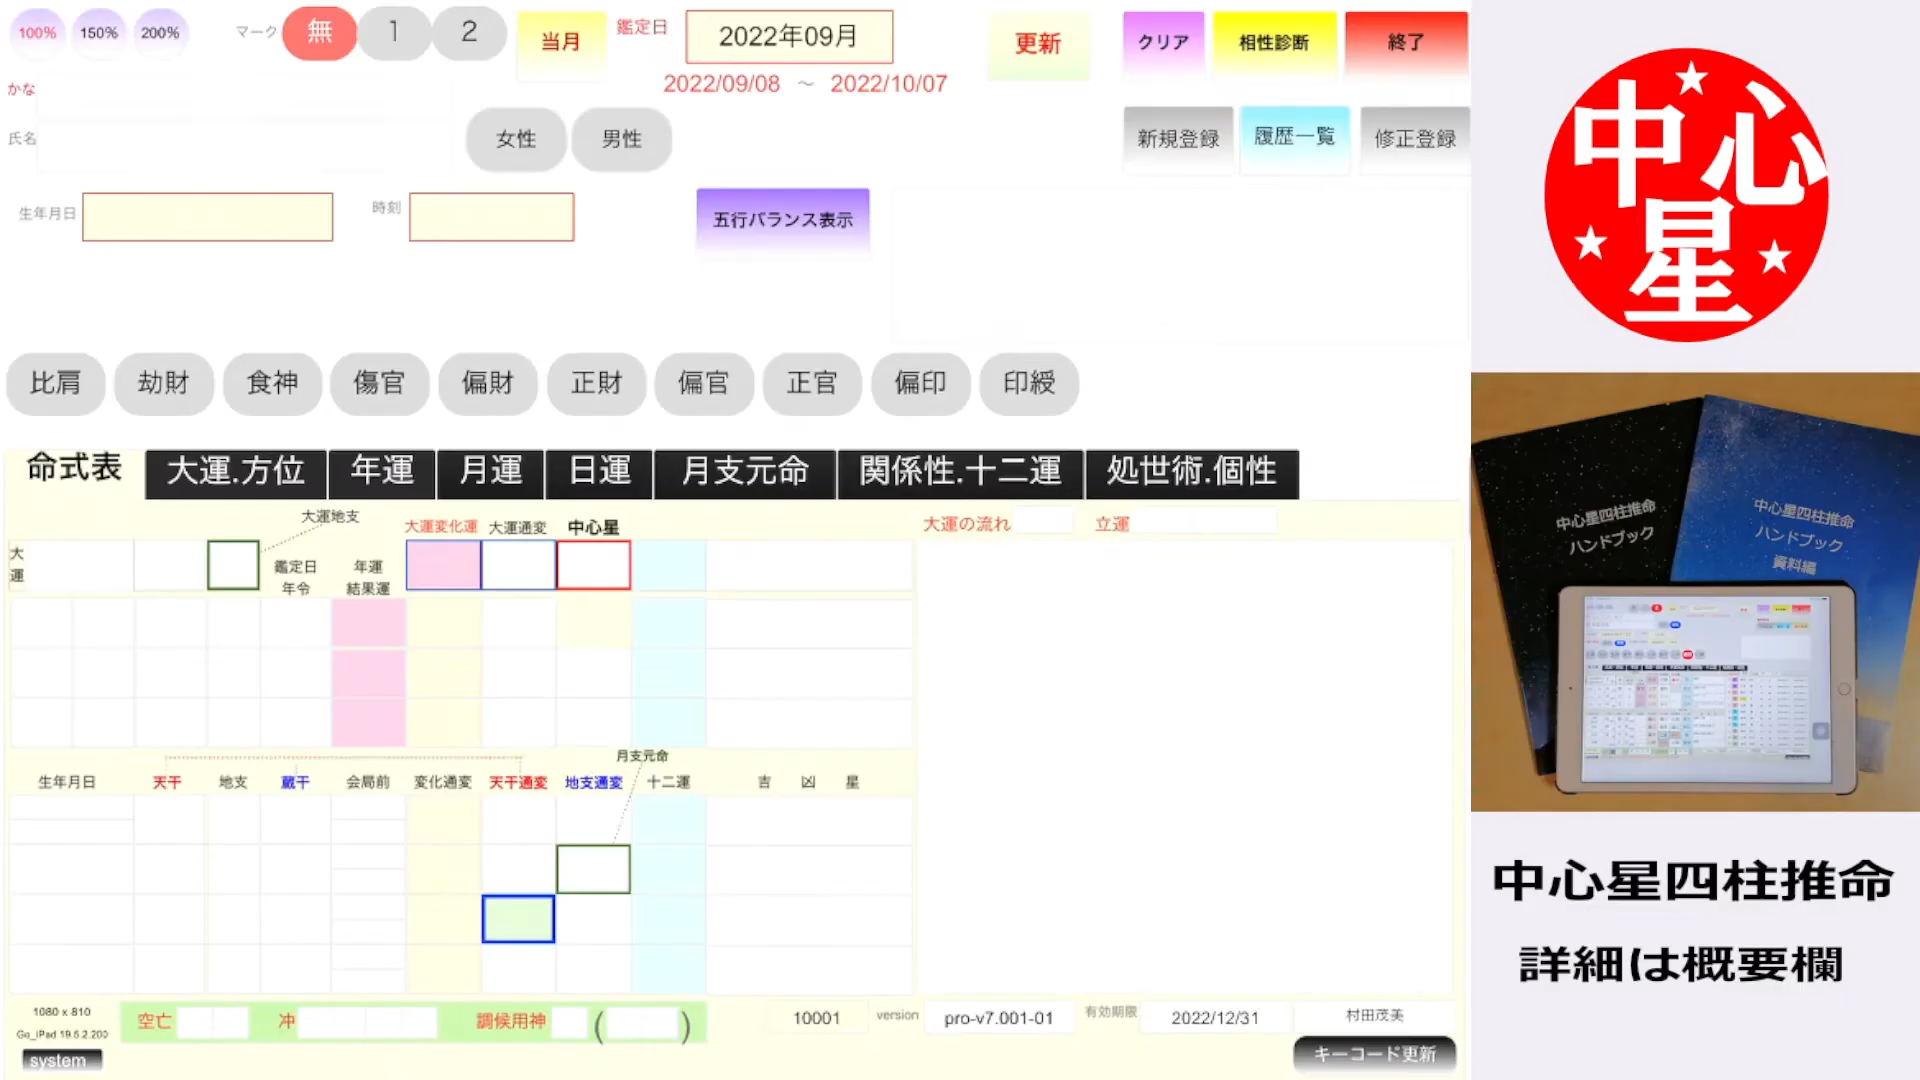 100% 150% 200% マーク 無 1 2 当月 鑑定日 2022年09月 更新 クリア 相性診断 終了
2022/09/08 ～ 2022/10/07
かな
氏名 女性 男性 新規登録 履歴一覧 修正登録
生年月日 時刻 五行バランス表示
比肩 劫財 食神 傷官 偏財 正財 偏官 正官 偏印 印綬
命式表 大運.方位 年運 月運 日運 月支元命 関係性.十二運 処世術.個性
大運地支 大運変化運 大運通変 中心星 大運の流れ 立運
大運
鑑定日 年運
年令 結果運
月支元命
生年月日 天干 地支 蔵干 会局前 変化通変 天干通変 地支通変 十二運 吉 凶 星
1080 x 810
Go_iPad 19.5.2.200
system
空亡 冲 調候用神 ( )
10001 version pro-v7.001-01 有効期限 2022/12/31 村田茂美
キーコード更新
中心
星
中心星四柱推命
ハンドブック
中心星四柱推命
ハンドブック
資料編
中心星四柱推命
詳細は概要欄